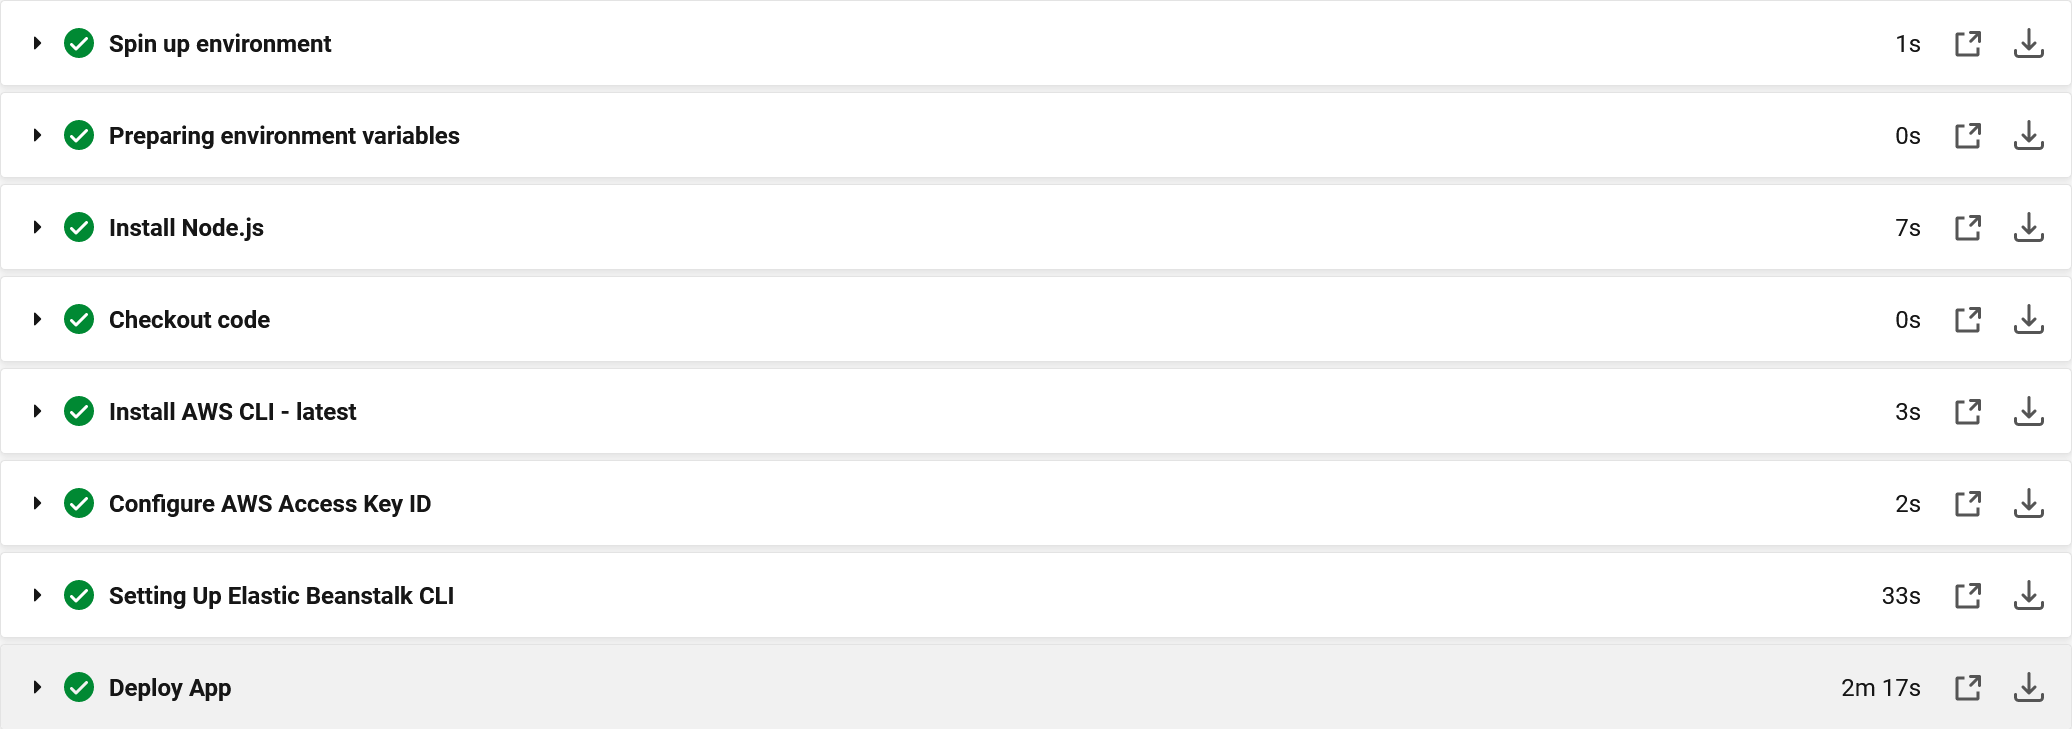 Spin up environment 1s
Preparing environment variables 0s
Install Node.js 7s
Checkout code 0s
Install AWS CLI - latest 3s
Configure AWS Access Key ID 2s
Setting Up Elastic Beanstalk CLI 33s
Deploy App 2m 17s